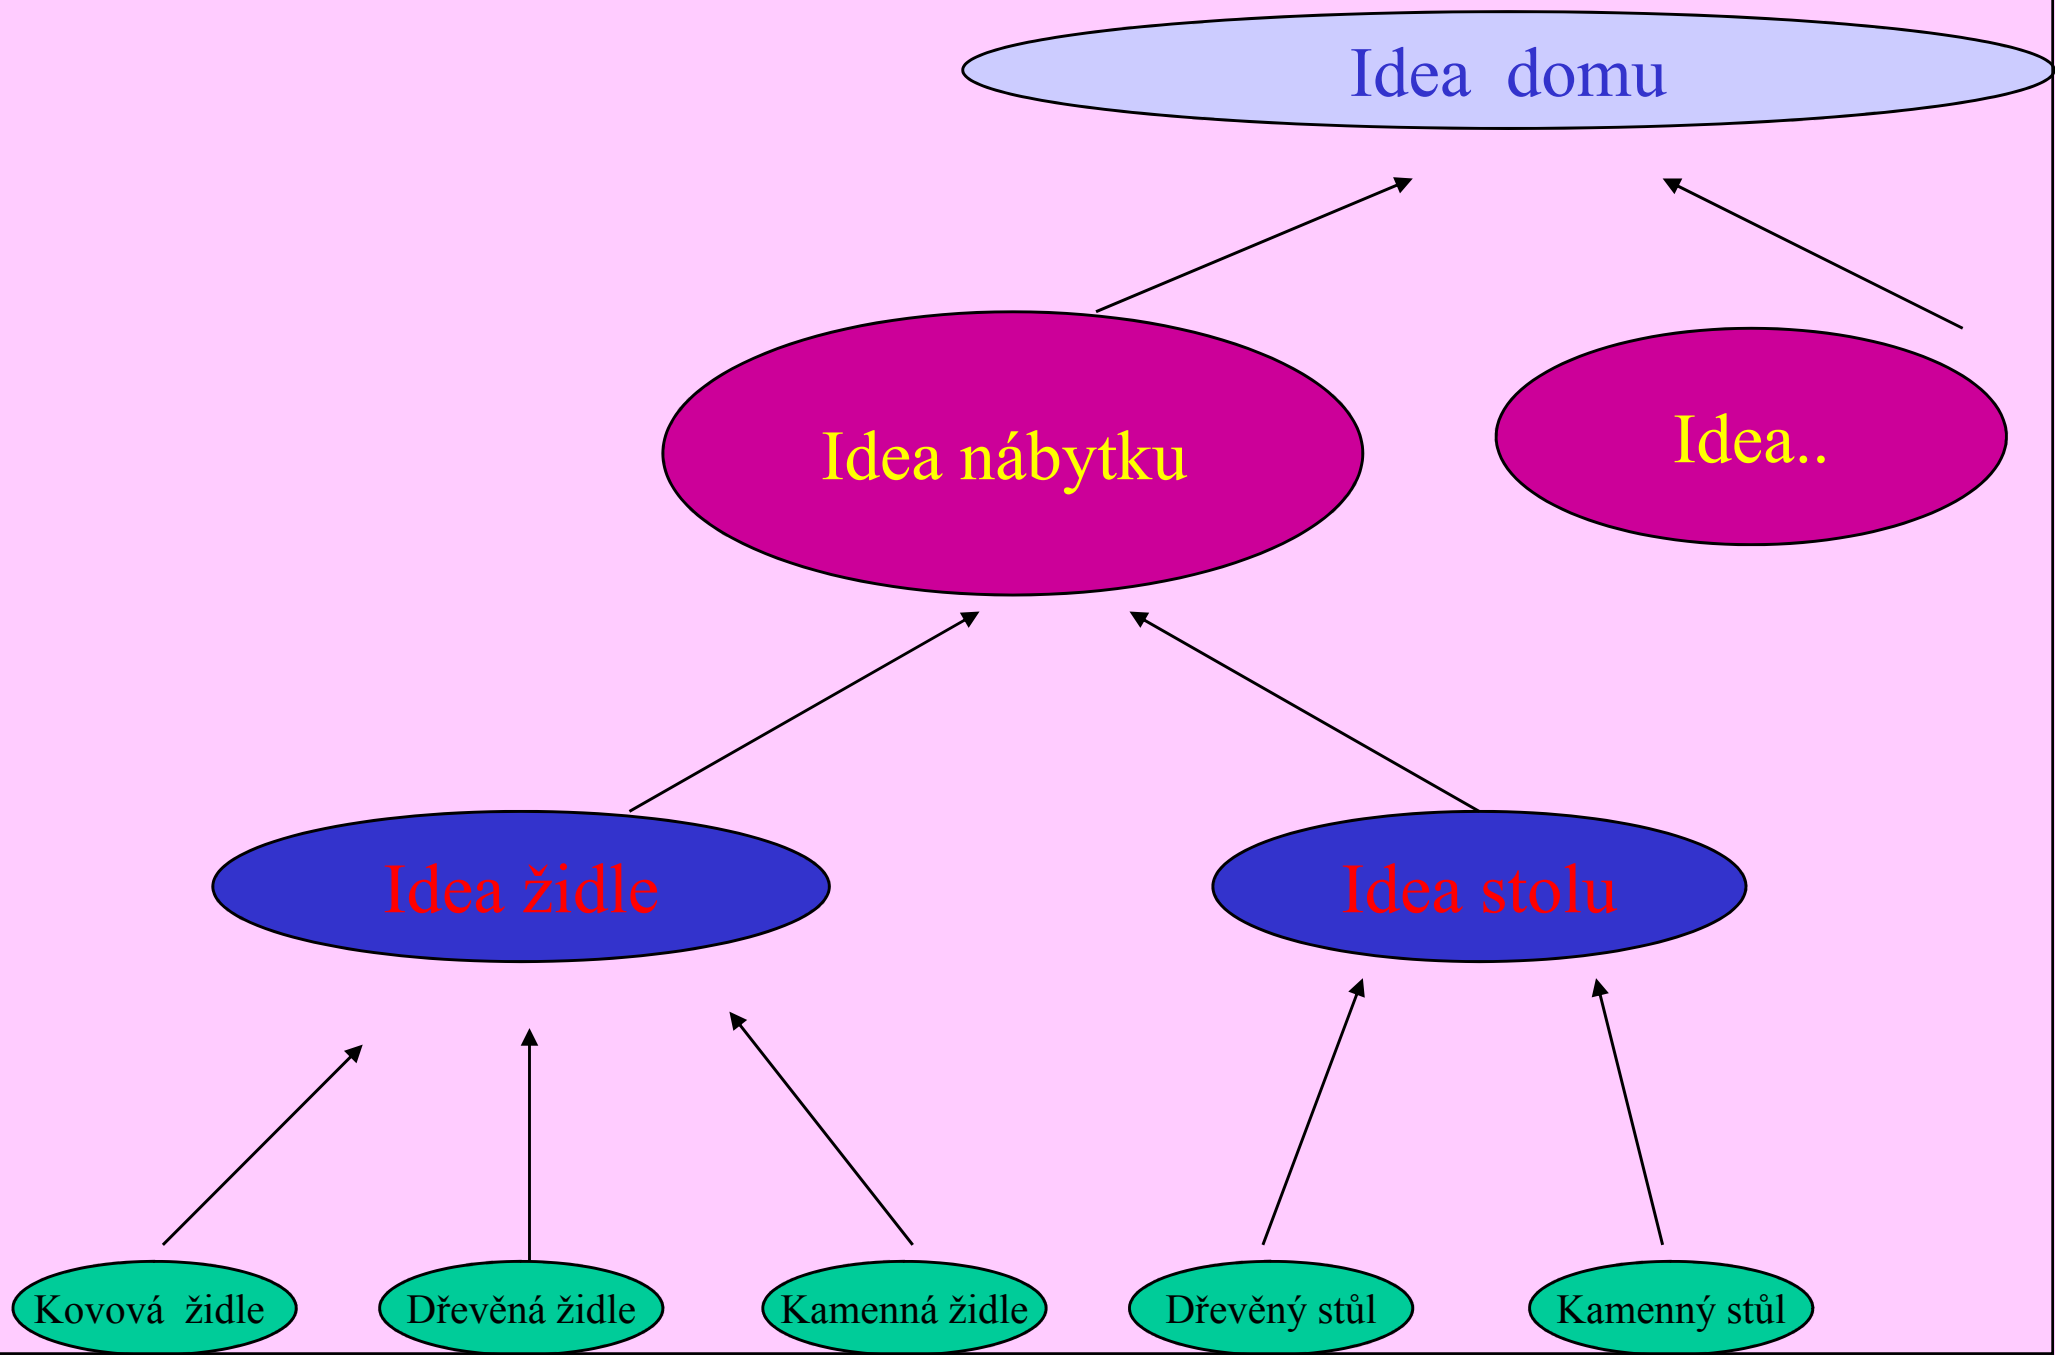 Idea  domu
Idea nábytku
Idea..
Idea židle
Idea stolu
Kovová  židle
Dřevěná židle
Kamenná židle
Dřevěný stůl
Kamenný stůl